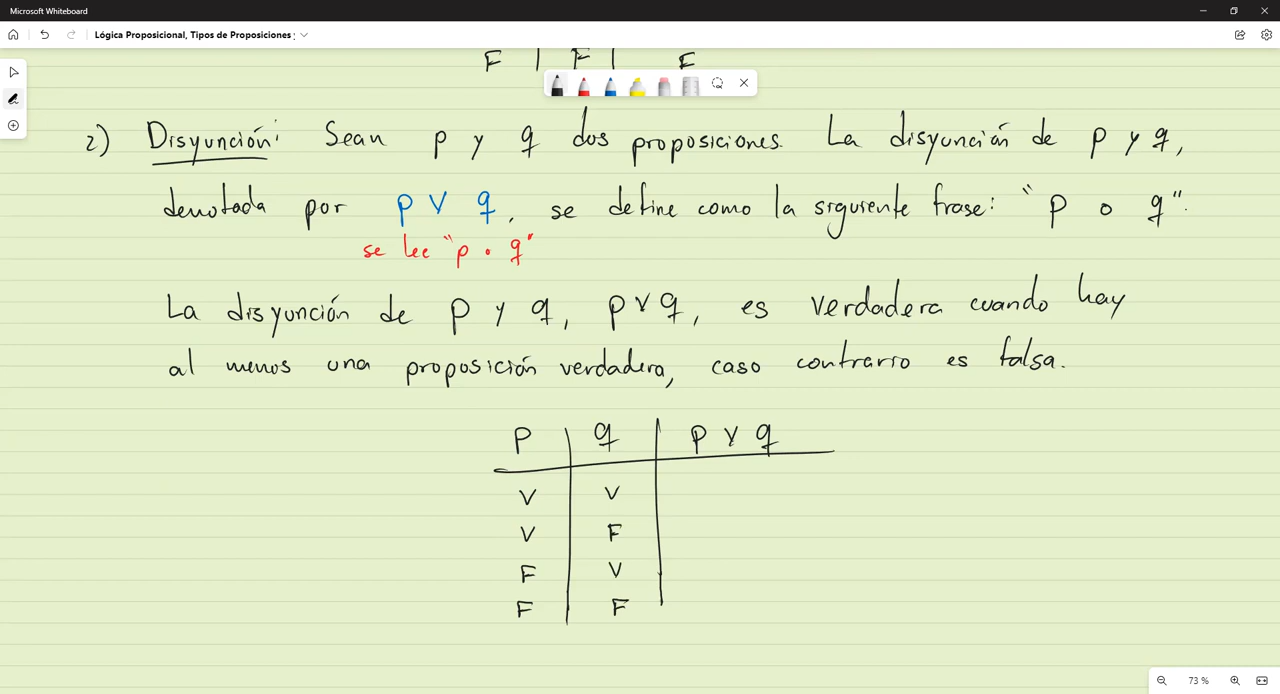 Microsoft Whiteboard
Lógica Proposicional, Tipos de Proposiciones
F | F | F
2) Disyunción: Sean p y q dos proposiciones. La disyunción de p y q,
denotada por p ∨ q, se define como la siguiente frase: "p o q".
se lee "p o q"
La disyunción de p y q, p ∨ q, es verdadera cuando hay
al menos una proposición verdadera, caso contrario es falsa.
p | q | p ∨ q
V | V
V | F
F | V
F | F
73 %